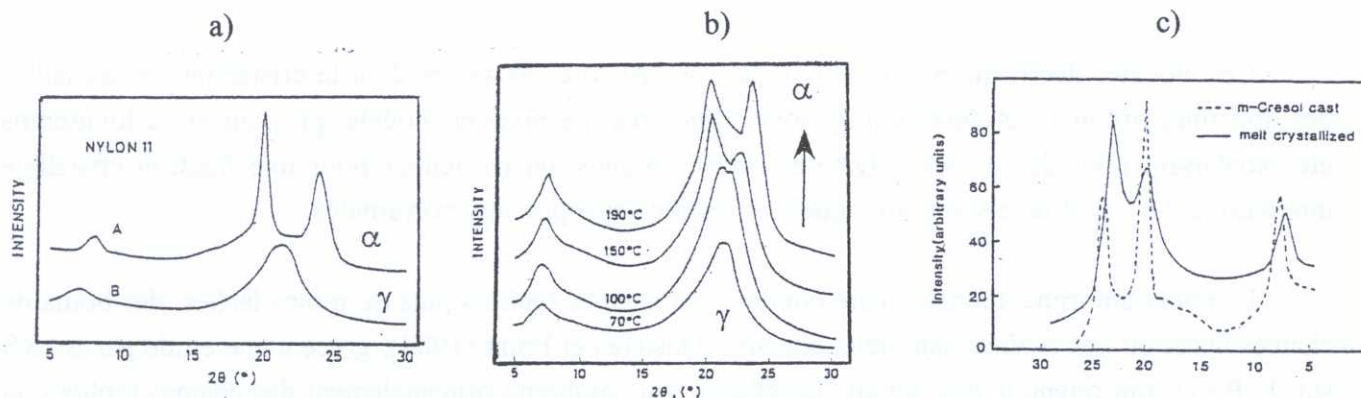 a)
NYLON 11
INTENSITY
A
B
α
γ
5
10
15
20
25
30
2θ (°)
b)
INTENSITY
190°C
150°C
100°C
70°C
α
γ
5
10
15
20
25
30
2θ (°)
c)
m-Cresol cast
melt crystallized
Intensity(arbitrary units)
80
60
40
20
30
25
20
15
10
5